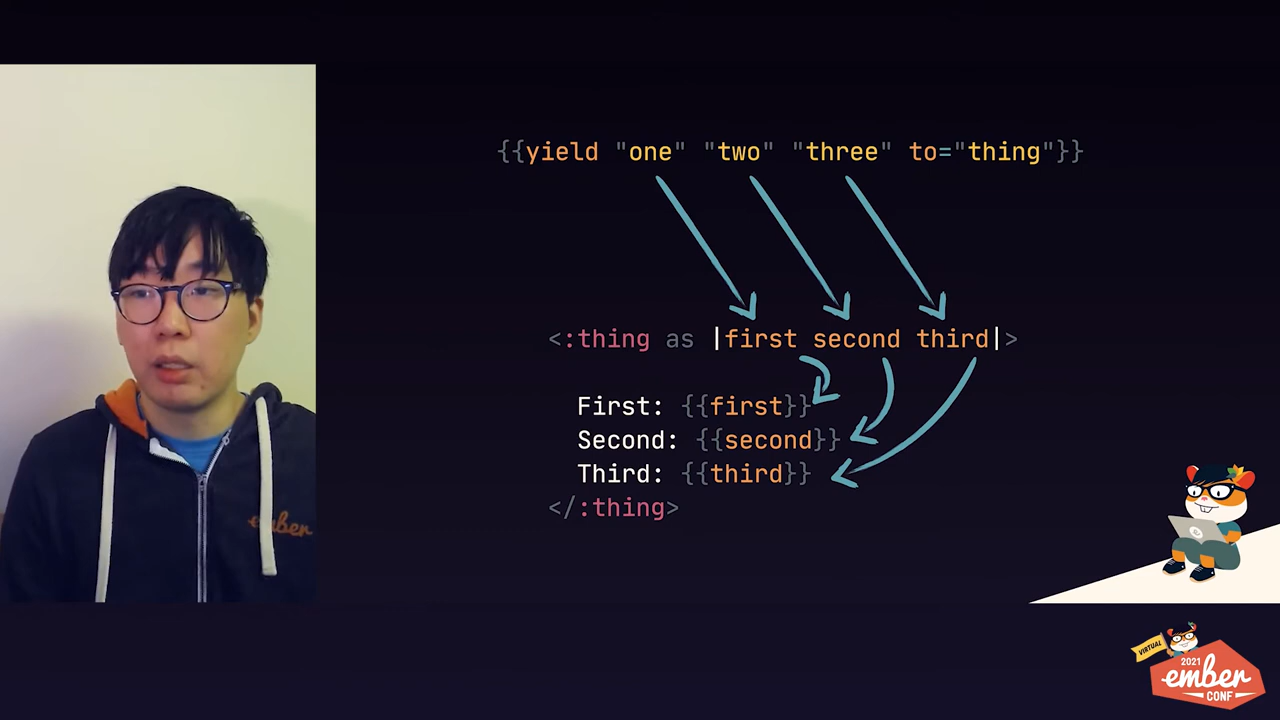 {{yield "one" "two" "three" to="thing"}}
<:thing as |first second third|>
First: {{first}}
Second: {{second}}
Third: {{third}}
</:thing>
ember
VIRTUAL
2021
ember
CONF